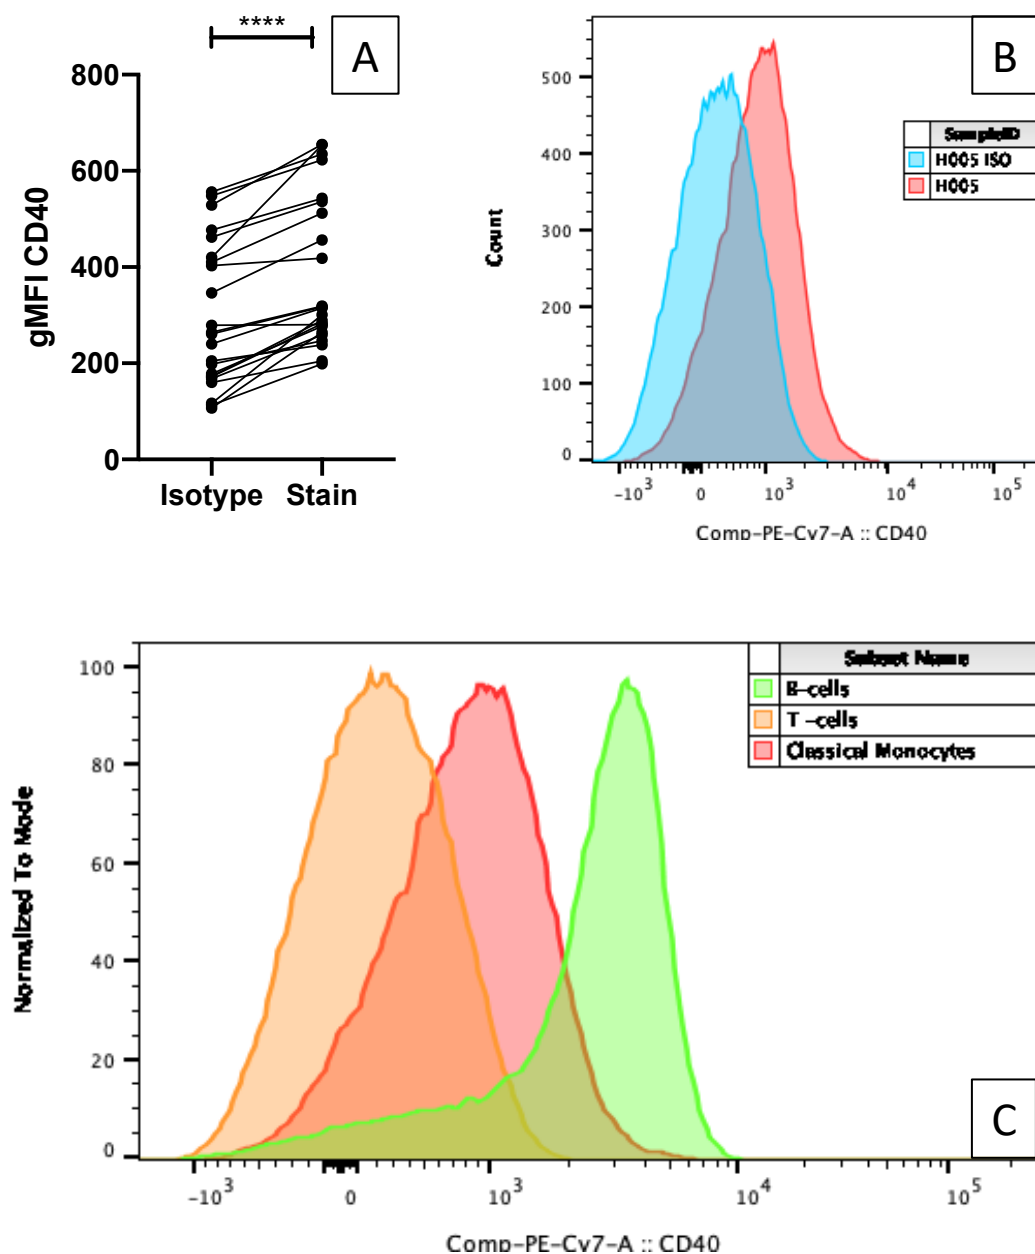 ****
A
800
600
400
200
0
gMFI CD40
Isotype Stain
B
500
400
300
200
100
0
Count
SampleID
H005 ISO
H005
-10³ 0 10³ 10⁴ 10⁵
Comp-PE-Cy7-A :: CD40
100
80
60
40
20
0
Normalized To Mode
Subset Name
B-cells
T -cells
Classical Monocytes
C
-10³ 0 10³ 10⁴ 10⁵
Comp-PE-Cy7-A :: CD40